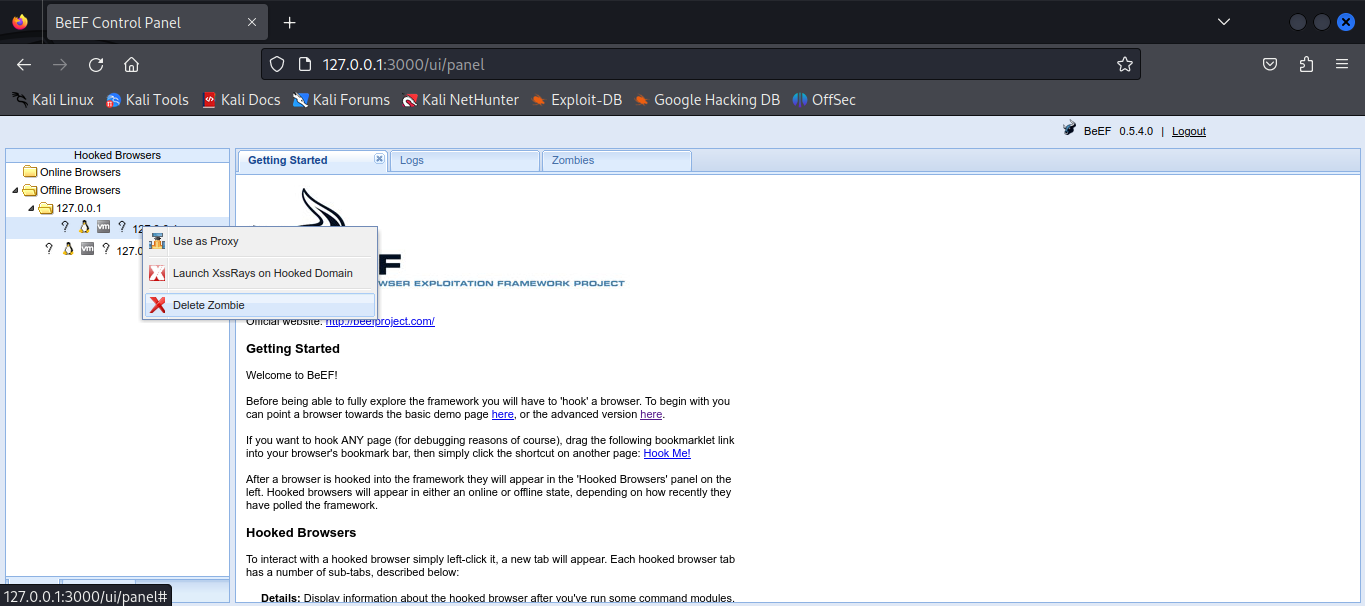 BeEF Control Panel
127.0.0.1:3000/ui/panel
Kali Linux Kali Tools Kali Docs Kali Forums Kali NetHunter Exploit-DB Google Hacking DB OffSec
BeEF 0.5.4.0 | Logout
Hooked Browsers
Online Browsers
Offline Browsers
127.0.0.1
? vm ?
? vm ? 127.0
Getting Started Logs Zombies
Use as Proxy
Launch XssRays on Hooked Domain
Delete Zombie
F
WSER EXPLOITATION FRAMEWORK PROJECT
Official website: http://beefproject.com/
Getting Started
Welcome to BeEF!
Before being able to fully explore the framework you will have to 'hook' a browser. To begin with you
can point a browser towards the basic demo page here, or the advanced version here.
If you want to hook ANY page (for debugging reasons of course), drag the following bookmarklet link
into your browser's bookmark bar, then simply click the shortcut on another page: Hook Me!
After a browser is hooked into the framework they will appear in the 'Hooked Browsers' panel on the
left. Hooked browsers will appear in either an online or offline state, depending on how recently they
have polled the framework.
Hooked Browsers
To interact with a hooked browser simply left-click it, a new tab will appear. Each hooked browser tab
has a number of sub-tabs, described below:
Details: Display information about the hooked browser after you've run some command modules.
127.0.0.1:3000/ui/panel#